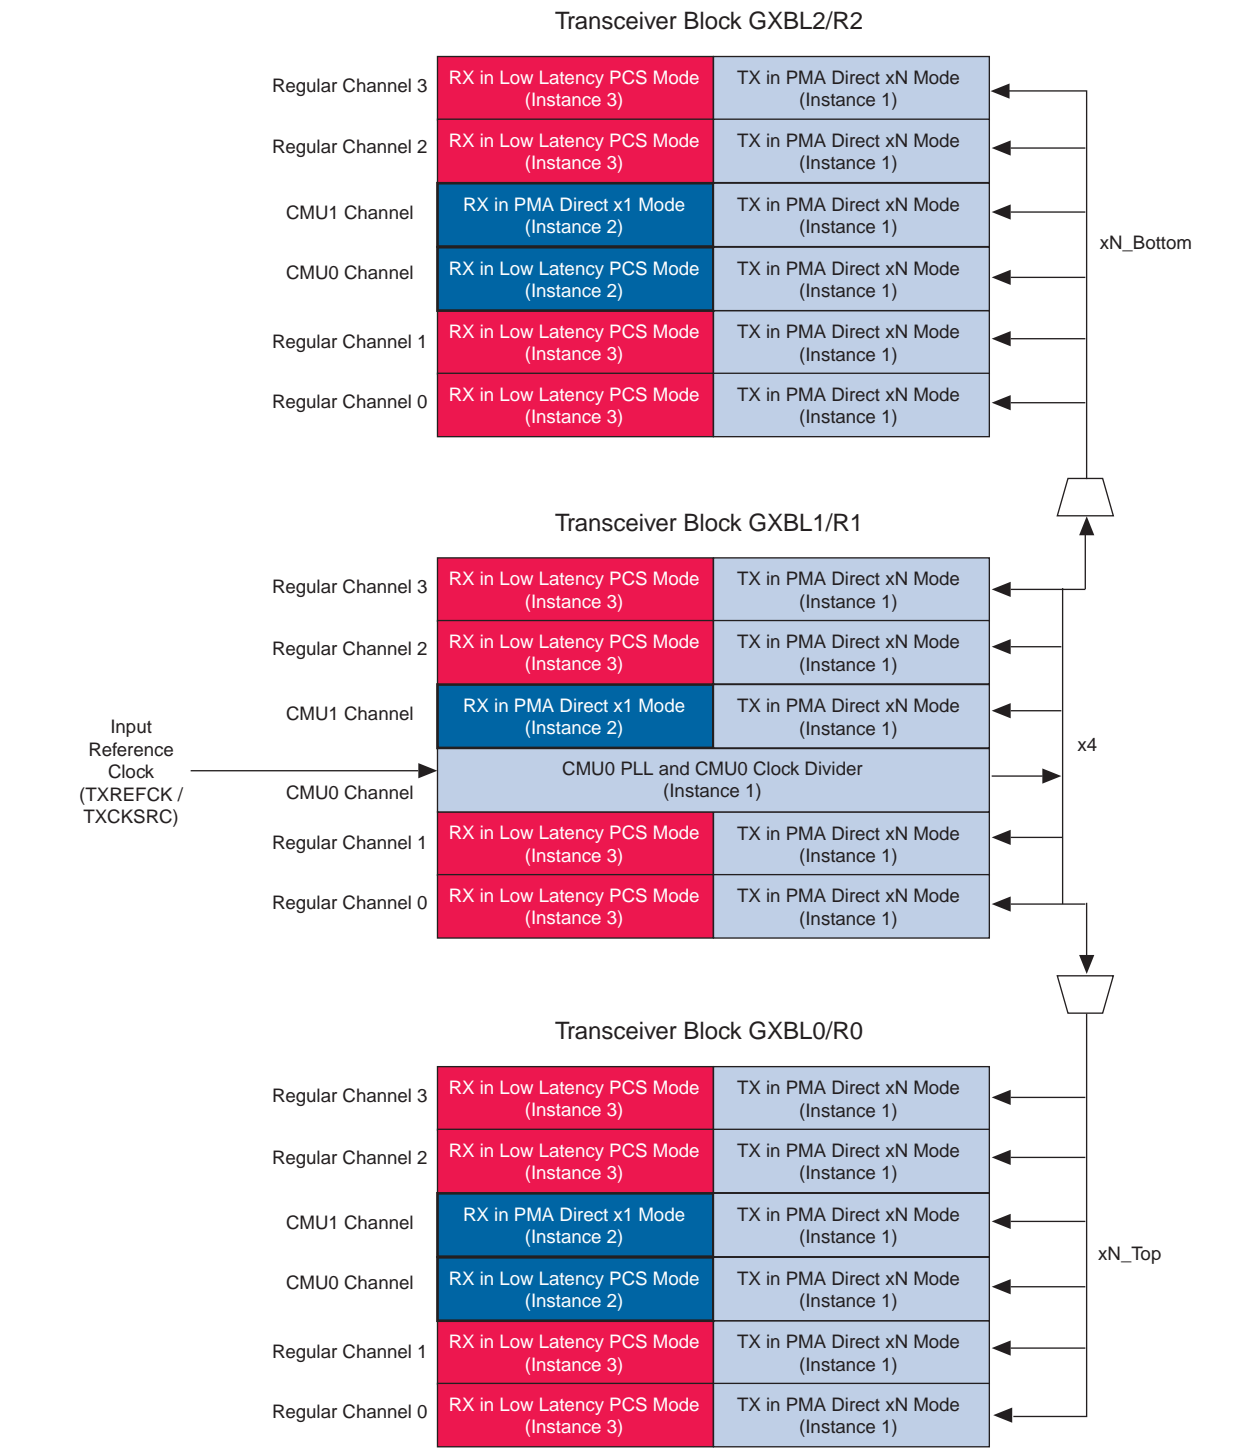 Transceiver Block GXBL2/R2
Regular Channel 3
RX in Low Latency PCS Mode
(Instance 3)
TX in PMA Direct xN Mode
(Instance 1)
Regular Channel 2
RX in Low Latency PCS Mode
(Instance 3)
TX in PMA Direct xN Mode
(Instance 1)
CMU1 Channel
RX in PMA Direct x1 Mode
(Instance 2)
TX in PMA Direct xN Mode
(Instance 1)
xN_Bottom
CMU0 Channel
RX in Low Latency PCS Mode
(Instance 2)
TX in PMA Direct xN Mode
(Instance 1)
Regular Channel 1
RX in Low Latency PCS Mode
(Instance 3)
TX in PMA Direct xN Mode
(Instance 1)
Regular Channel 0
RX in Low Latency PCS Mode
(Instance 3)
TX in PMA Direct xN Mode
(Instance 1)
Transceiver Block GXBL1/R1
Regular Channel 3
RX in Low Latency PCS Mode
(Instance 3)
TX in PMA Direct xN Mode
(Instance 1)
Regular Channel 2
RX in Low Latency PCS Mode
(Instance 3)
TX in PMA Direct xN Mode
(Instance 1)
CMU1 Channel
RX in PMA Direct x1 Mode
(Instance 2)
TX in PMA Direct xN Mode
(Instance 1)
x4
Input
Reference
Clock
(TXREFCK /
TXCKSRC)
CMU0 Channel
CMU0 PLL and CMU0 Clock Divider
(Instance 1)
Regular Channel 1
RX in Low Latency PCS Mode
(Instance 3)
TX in PMA Direct xN Mode
(Instance 1)
Regular Channel 0
RX in Low Latency PCS Mode
(Instance 3)
TX in PMA Direct xN Mode
(Instance 1)
Transceiver Block GXBL0/R0
Regular Channel 3
RX in Low Latency PCS Mode
(Instance 3)
TX in PMA Direct xN Mode
(Instance 1)
Regular Channel 2
RX in Low Latency PCS Mode
(Instance 3)
TX in PMA Direct xN Mode
(Instance 1)
CMU1 Channel
RX in PMA Direct x1 Mode
(Instance 2)
TX in PMA Direct xN Mode
(Instance 1)
xN_Top
CMU0 Channel
RX in Low Latency PCS Mode
(Instance 2)
TX in PMA Direct xN Mode
(Instance 1)
Regular Channel 1
RX in Low Latency PCS Mode
(Instance 3)
TX in PMA Direct xN Mode
(Instance 1)
Regular Channel 0
RX in Low Latency PCS Mode
(Instance 3)
TX in PMA Direct xN Mode
(Instance 1)